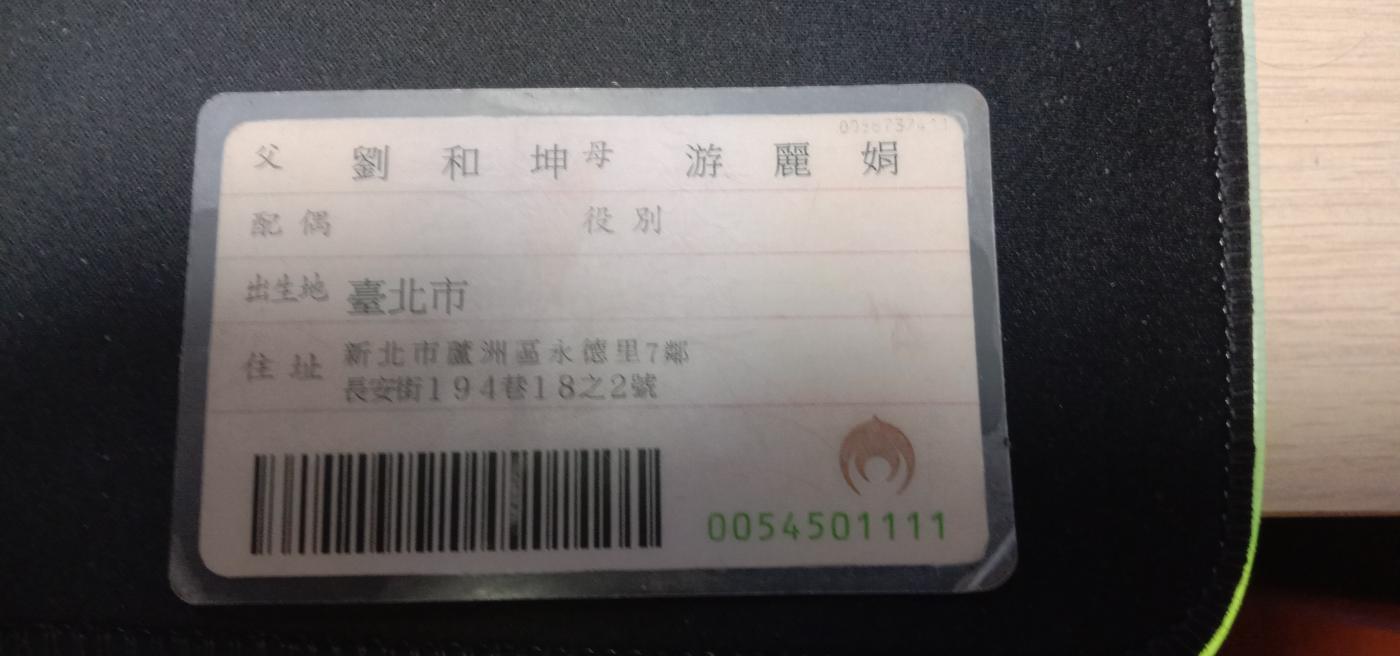 父 劉和坤 母 游麗娟
配偶 役別
出生地 臺北市
住址 新北市蘆洲區永德里7鄰
長安街194巷18之2號
0054501111